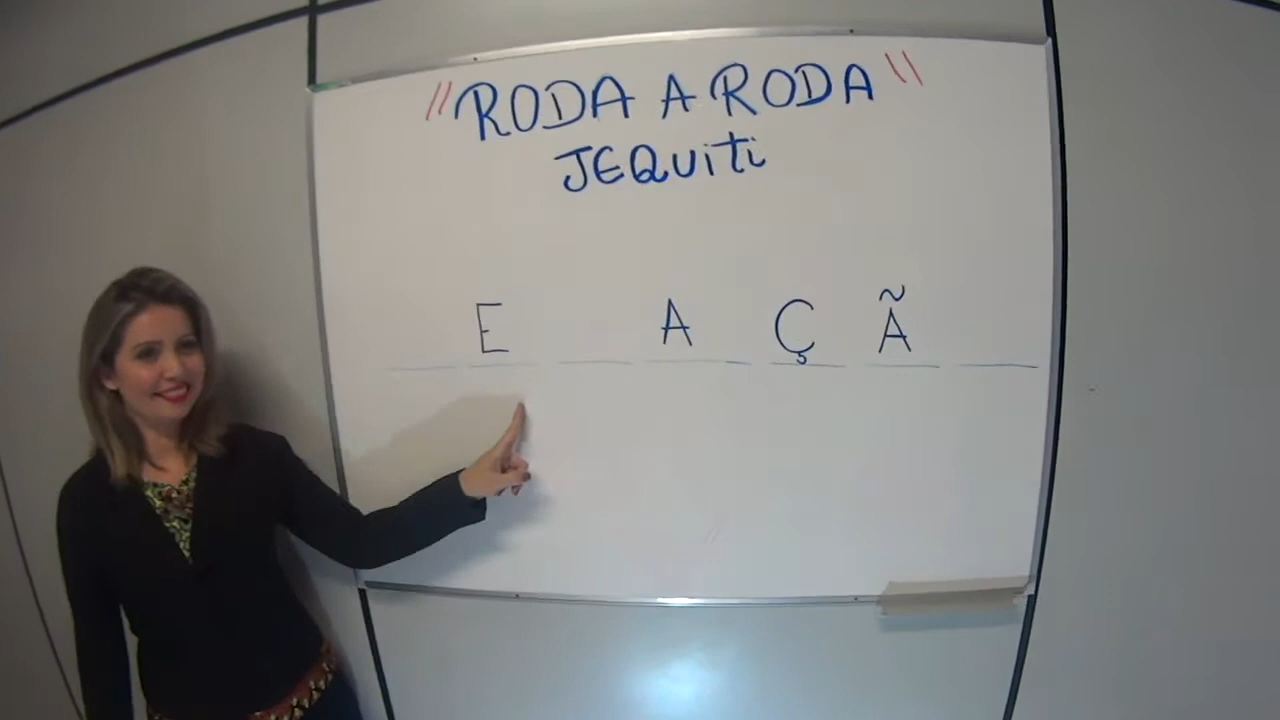 "RODA A RODA"
JEQUiti
_ E _ A Ç Ã _